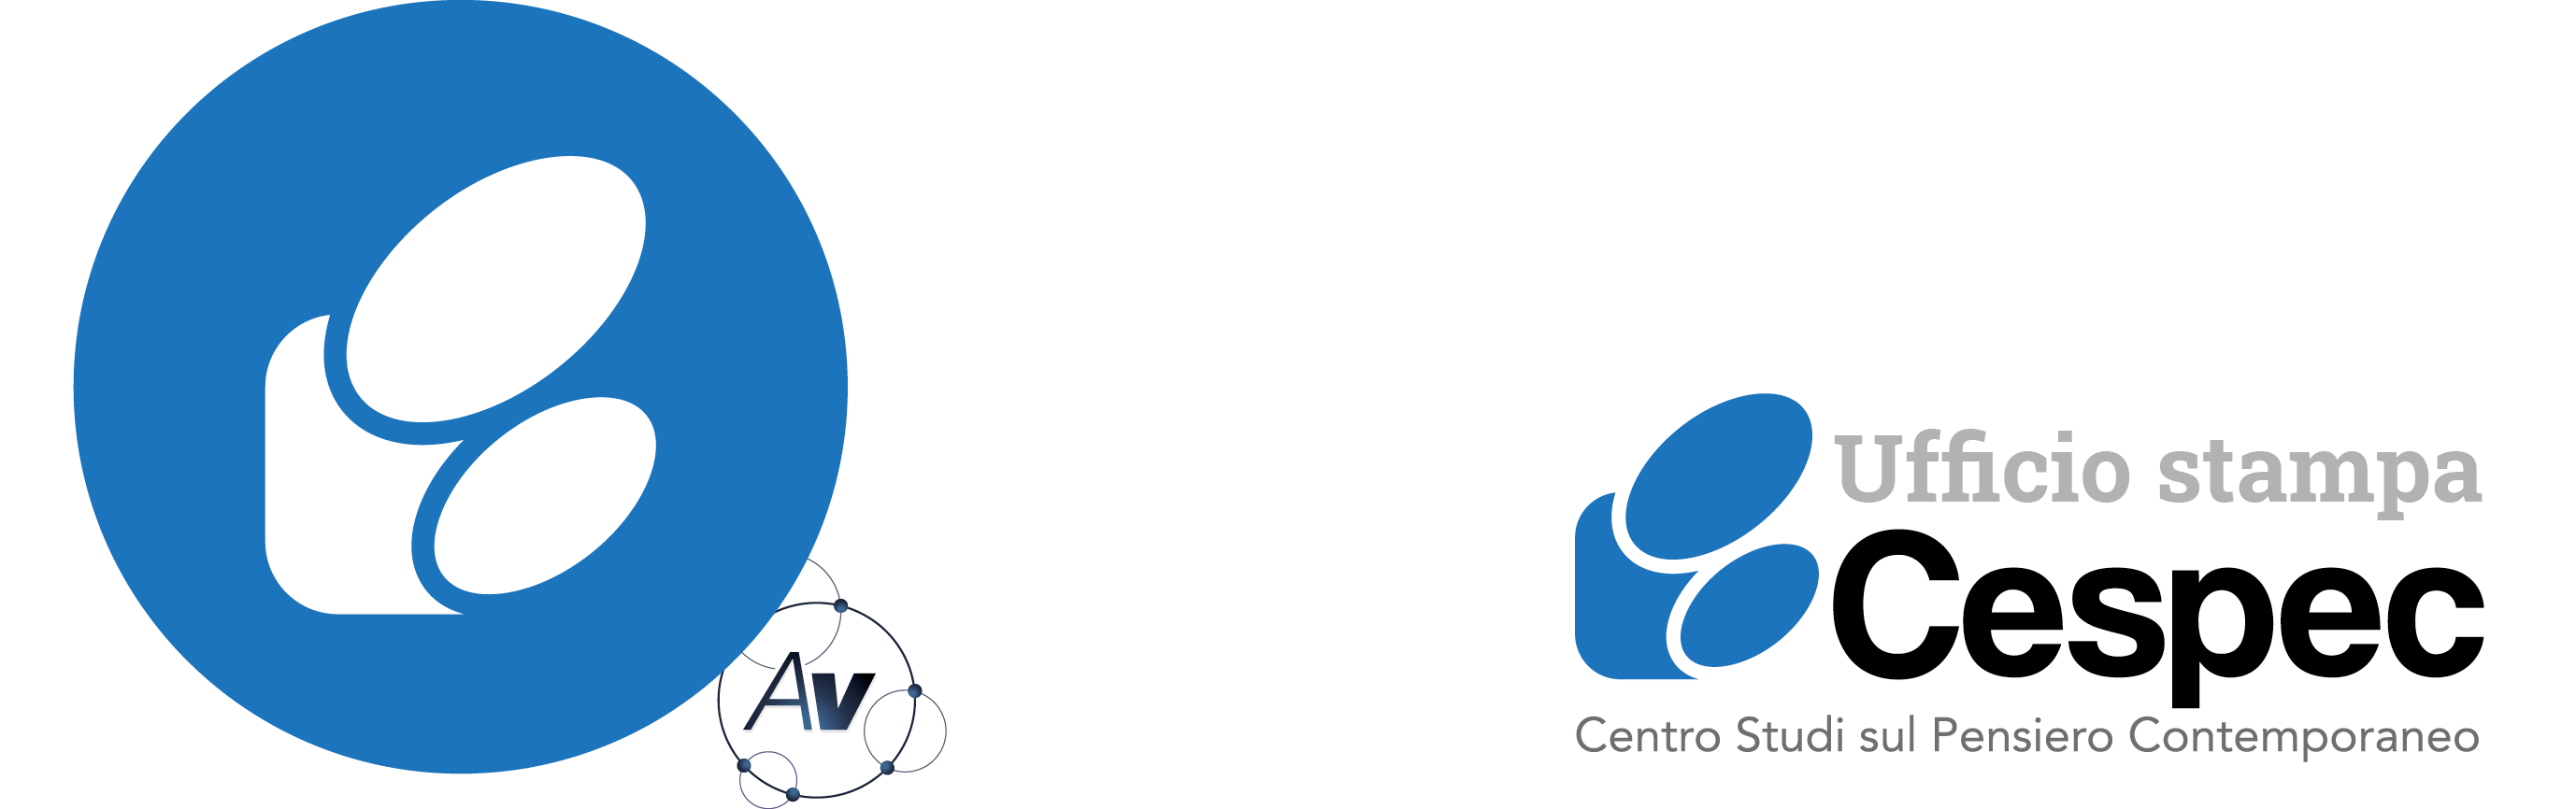 Av
Ufficio stampa
Cespec
Centro Studi sul Pensiero Contemporaneo